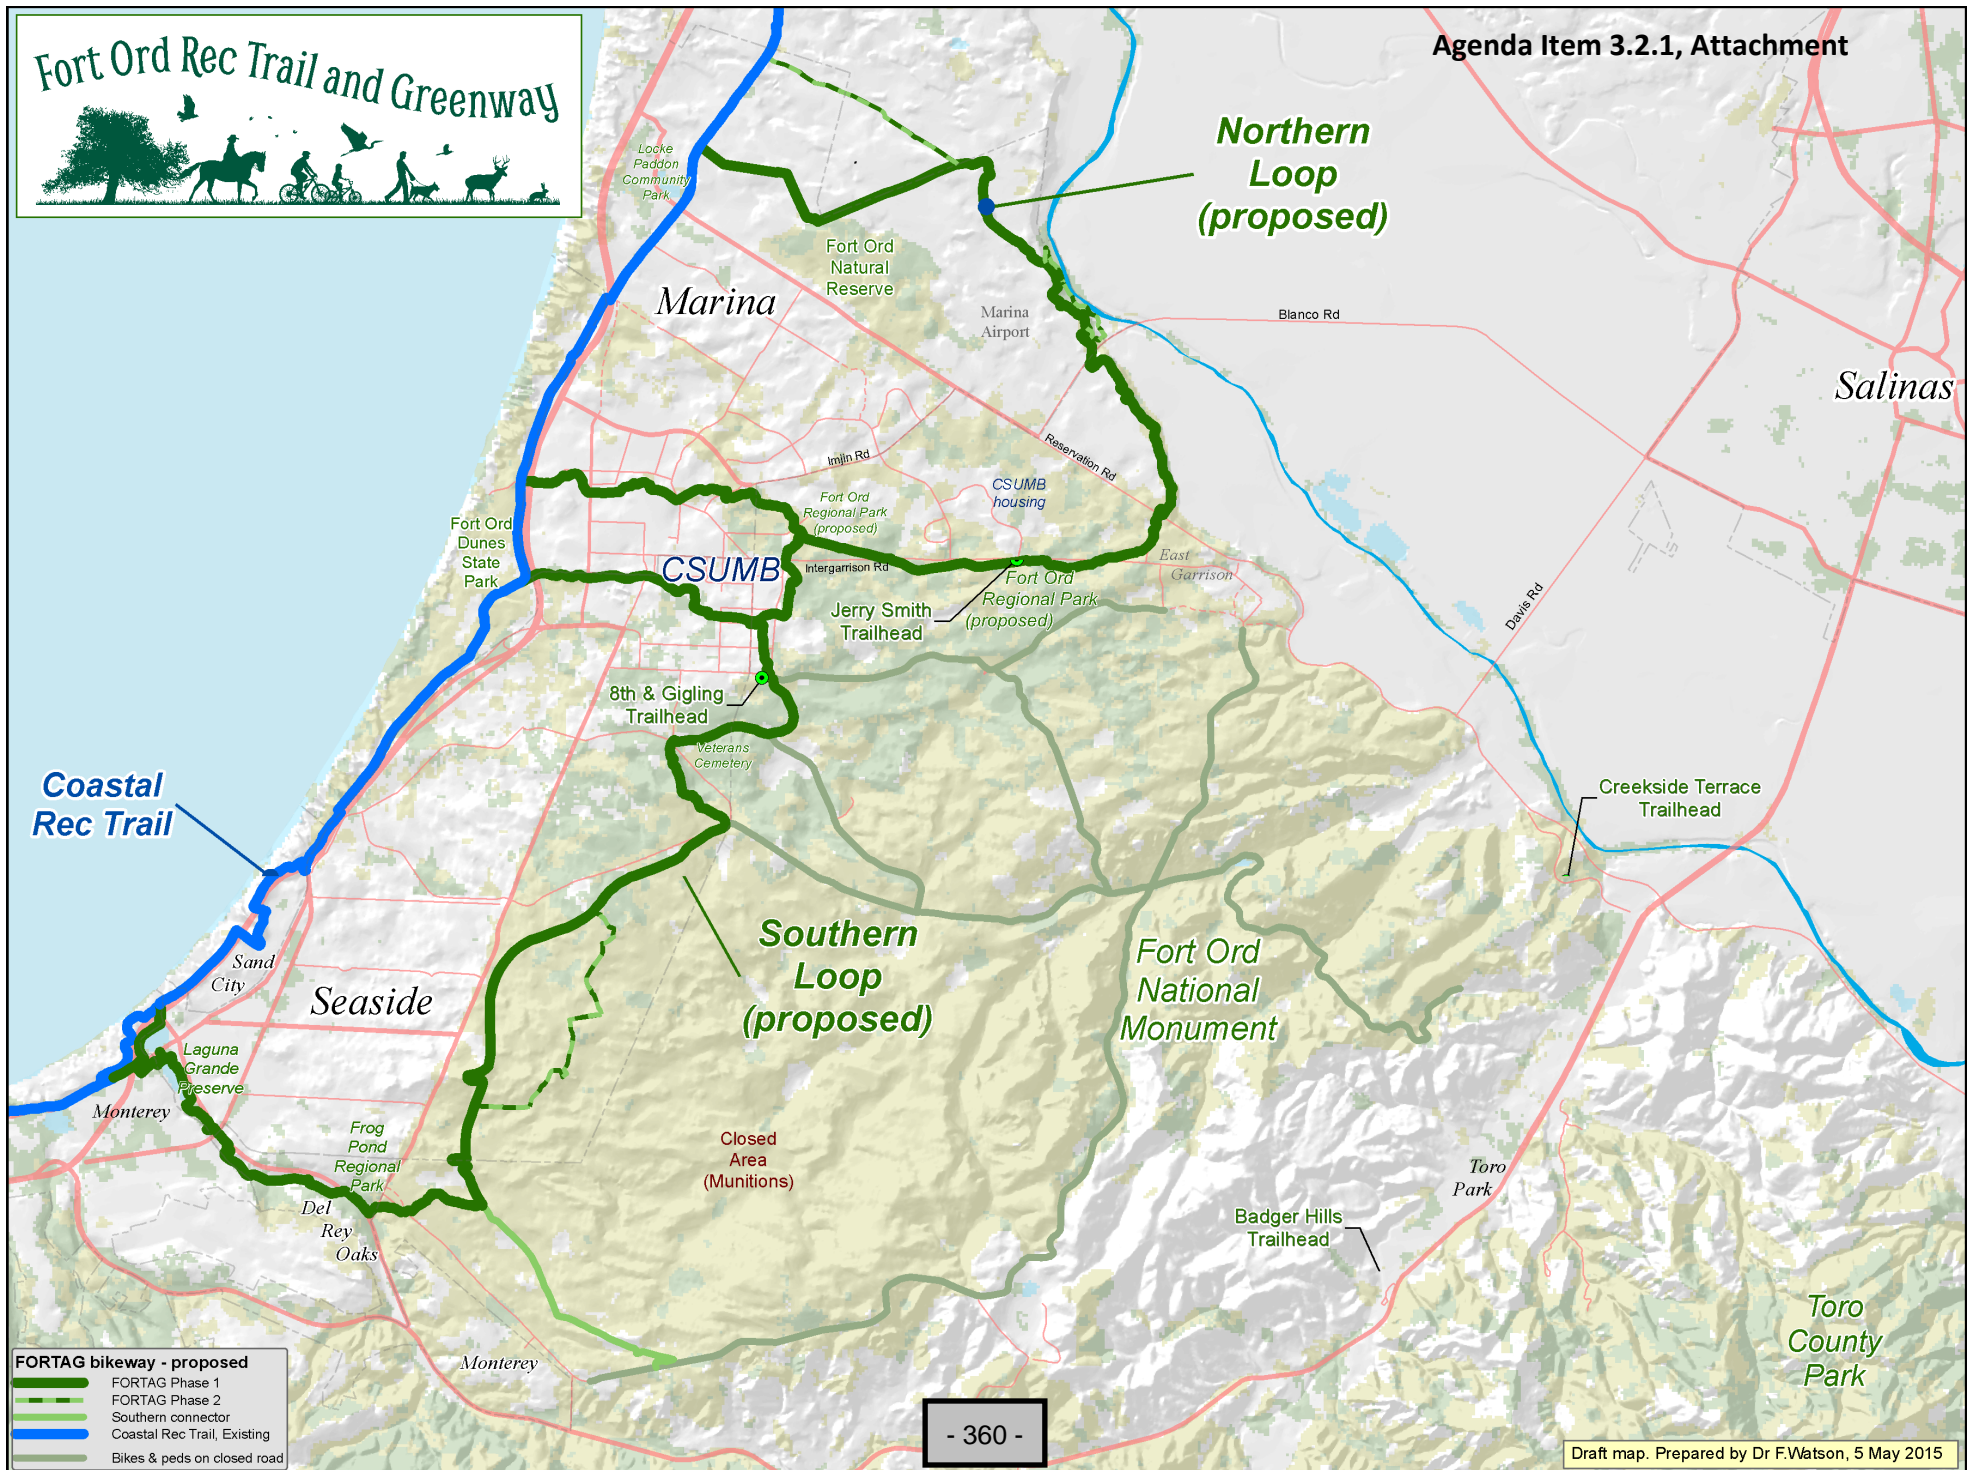 Agenda Item 3.2.1, Attachment
Fort Ord Rec Trail and Greenway
Northern
Loop
(proposed)
Locke
Paddon
Community
Park
Fort Ord
Natural
Reserve
Marina
Marina
Airport
Blanco Rd
Salinas
Reservation Rd
Imjin Rd
CSUMB
housing
Fort Ord
Regional Park
(proposed)
Fort Ord
Dunes
State
Park
CSUMB
Intergarrison Rd
East
Garrison
Fort Ord
Regional Park
(proposed)
Jerry Smith
Trailhead
Davis Rd
8th & Gigling
Trailhead
Veterans
Cemetery
Coastal
Rec Trail
Creekside Terrace
Trailhead
Southern
Loop
(proposed)
Fort Ord
National
Monument
Sand
City
Seaside
Laguna
Grande
Preserve
Monterey
Frog
Pond
Regional
Park
Closed
Area
(Munitions)
Del
Rey
Oaks
Toro
Park
Badger Hills
Trailhead
Toro
County
Park
Monterey
FORTAG bikeway - proposed
FORTAG Phase 1
FORTAG Phase 2
Southern connector
Coastal Rec Trail, Existing
Bikes & peds on closed road
- 360 -
Draft map. Prepared by Dr F.Watson, 5 May 2015